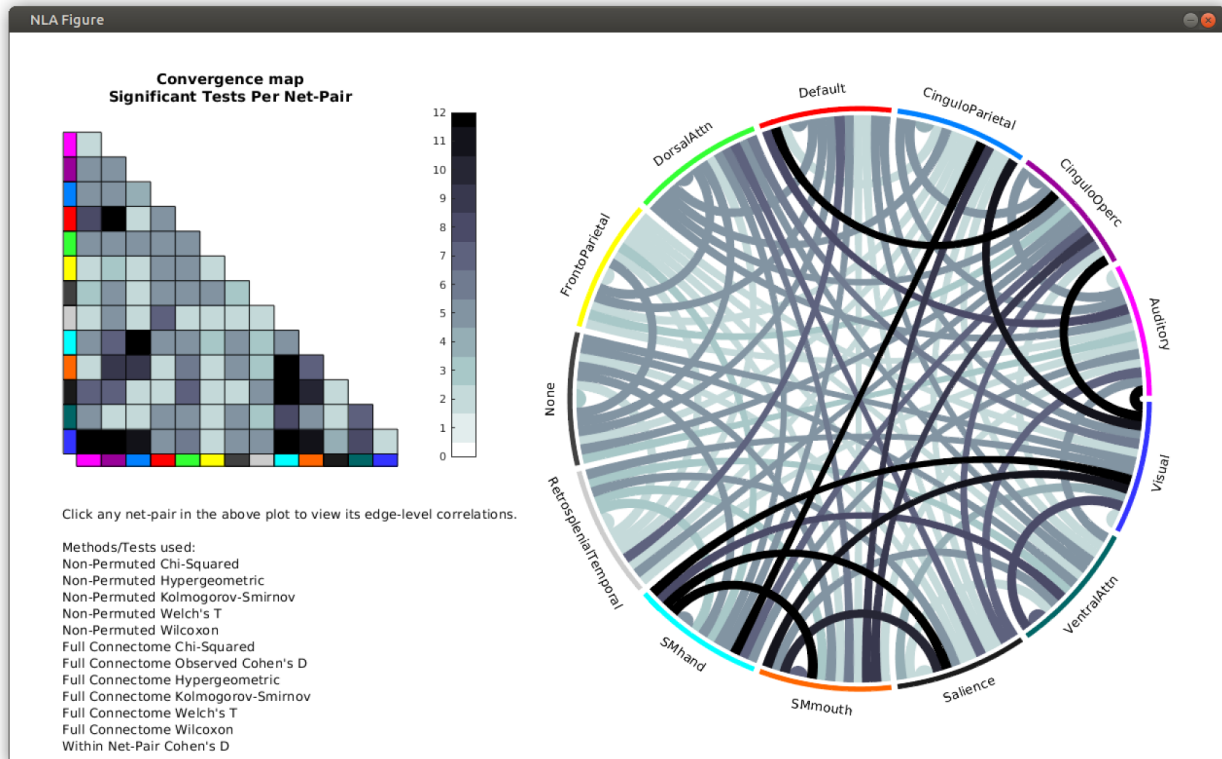 NLA Figure
Convergence map
Significant Tests Per Net-Pair
12
11
10
9
8
7
6
5
4
3
2
1
0
Click any net-pair in the above plot to view its edge-level correlations.
Methods/Tests used:
Non-Permuted Chi-Squared
Non-Permuted Hypergeometric
Non-Permuted Kolmogorov-Smirnov
Non-Permuted Welch's T
Non-Permuted Wilcoxon
Full Connectome Chi-Squared
Full Connectome Observed Cohen's D
Full Connectome Hypergeometric
Full Connectome Kolmogorov-Smirnov
Full Connectome Welch's T
Full Connectome Wilcoxon
Within Net-Pair Cohen's D
Default
CinguloParietal
CinguloOperc
Auditory
Visual
VentralAttn
Salience
SMmouth
SMhand
RetrosplenialTemporal
None
FrontoParietal
DorsalAttn